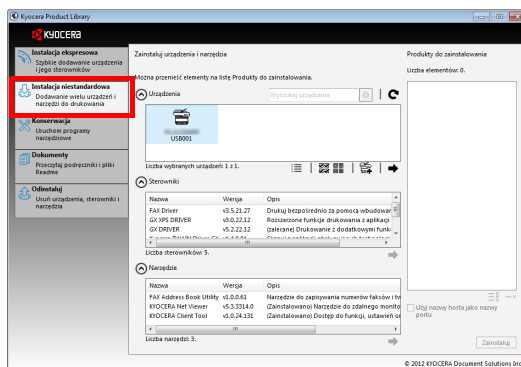 Kyocera Product Library
KYOCERA
Instalacja ekspresowa
Szybkie dodawanie urządzenia
i jego sterowników
Instalacja niestandardowa
Dodawanie wielu urządzeń i
narzędzi do drukowania
Konserwacja
Uruchom programy
narzędziowe
Dokumenty
Przeczytaj podręczniki i pliki
Readme
Odinstaluj
Usuń urządzenia, sterowniki i
narzędzia
Zainstaluj urządzenia i narzędzia
Można przenieść elementy na listę Produkty do zainstalowania.
Urządzenia
Wyszukaj urządzenia
USB001
Liczba wybranych urządzeń: 1 z 1.
Sterowniki
Nazwa Wersja Opis
FAX Driver v3.5.21.27 Drukuj bezpośrednio za pomocą wbudowan
GX XPS DRIVER v3.0.22.12 Rozszerzone funkcje drukowania z aplikacji
GX DRIVER v5.2.22.12 (zalecane) Drukowanie z dodatkowymi funk
Liczba sterowników: 5.
Narzędzie
Nazwa Wersja Opis
FAX Address Book Utility v1.0.0.61 Narzędzie do zapisywania numerów faksów i tw
KYOCERA Net Viewer v5.3.3314.0 (Zainstalowano) Narzędzie do zdalnego monito
KYOCERA Client Tool v1.0.24.131 (Zainstalowano) Dostęp do funkcji, ustawień or
Liczba narzędzi: 3.
Produkty do zainstalowania
Liczba elementów: 0.
Użyj nazwy hosta jako nazwy
portu
Zainstaluj
© 2012 KYOCERA Document Solutions Inc.